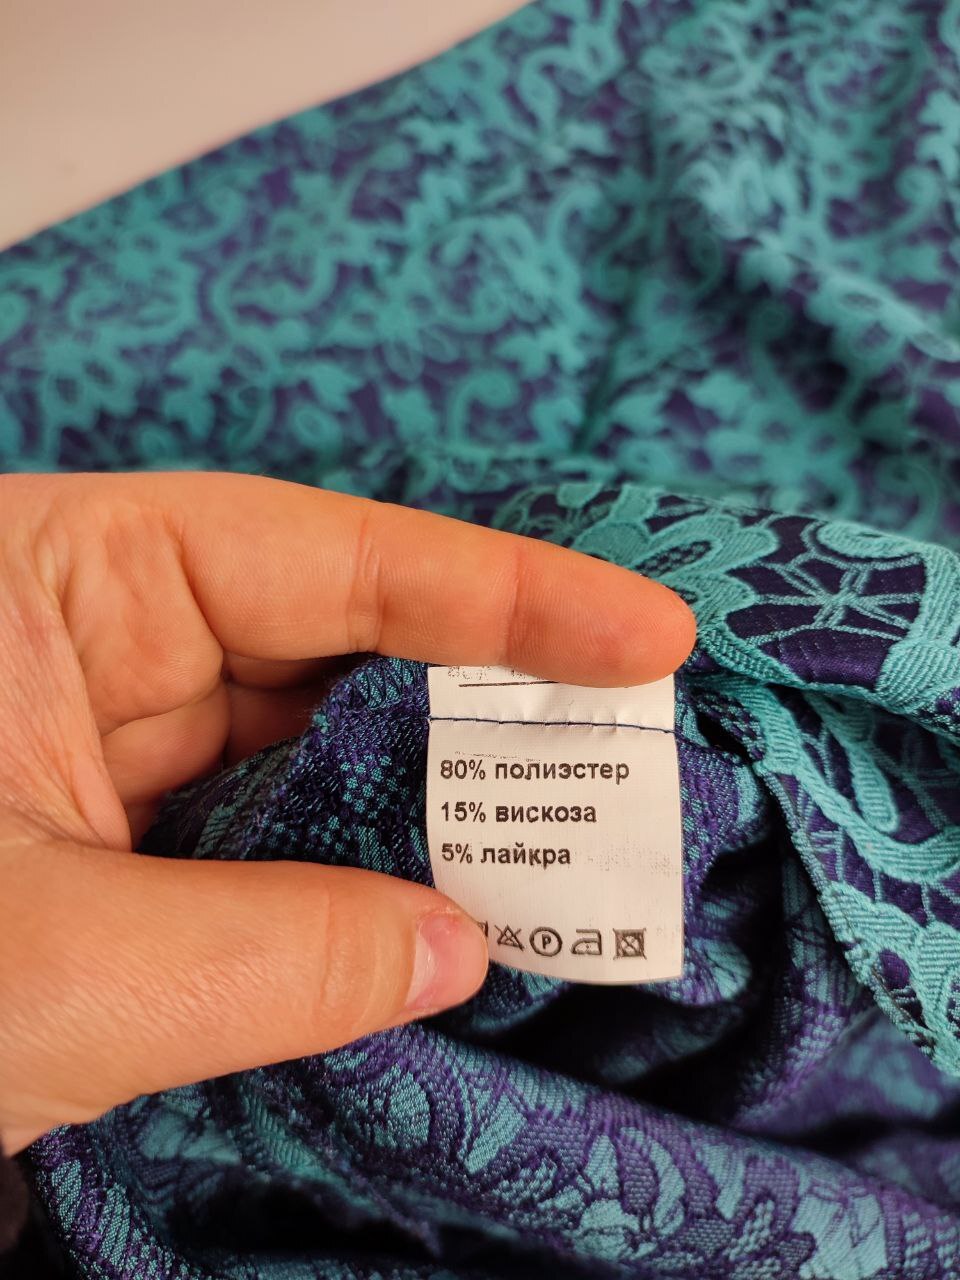 80% полиэстер
15% вискоза
5% лайкра
P